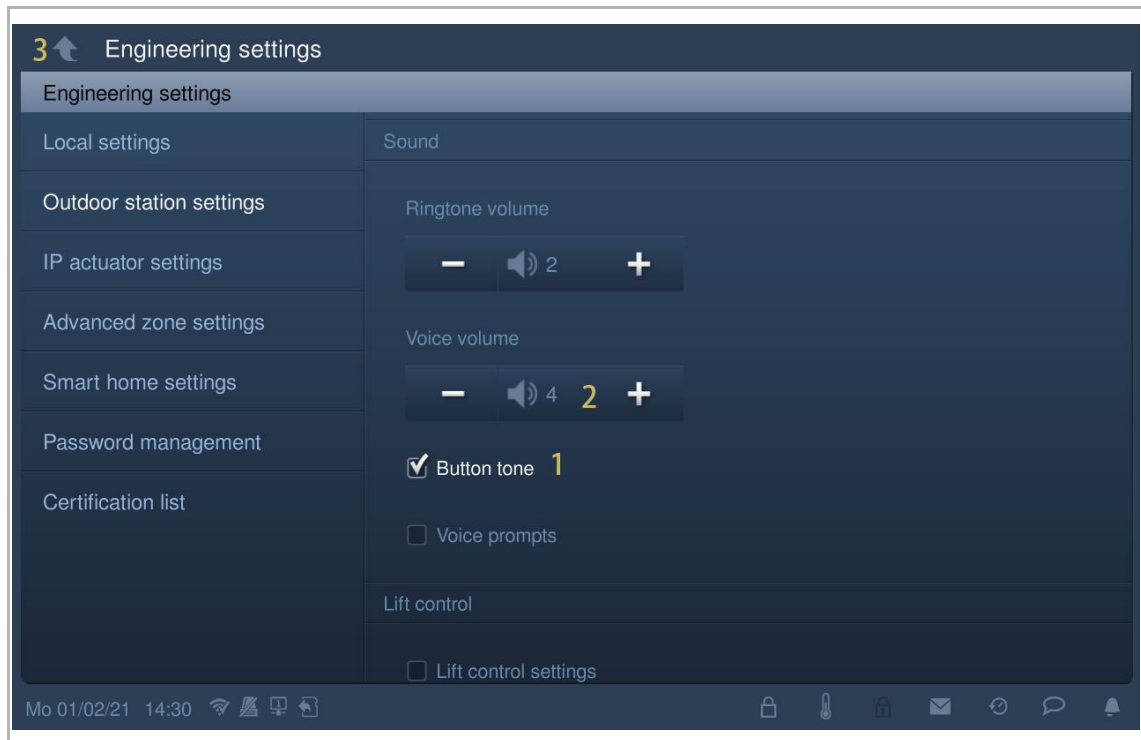 3 Engineering settings
Engineering settings
Local settings
Outdoor station settings
IP actuator settings
Advanced zone settings
Smart home settings
Password management
Certification list
Sound
Ringtone volume
− 2 +
Voice volume
− 4 2 +
Button tone 1
Voice prompts
Lift control
Lift control settings
Mo 01/02/21 14:30